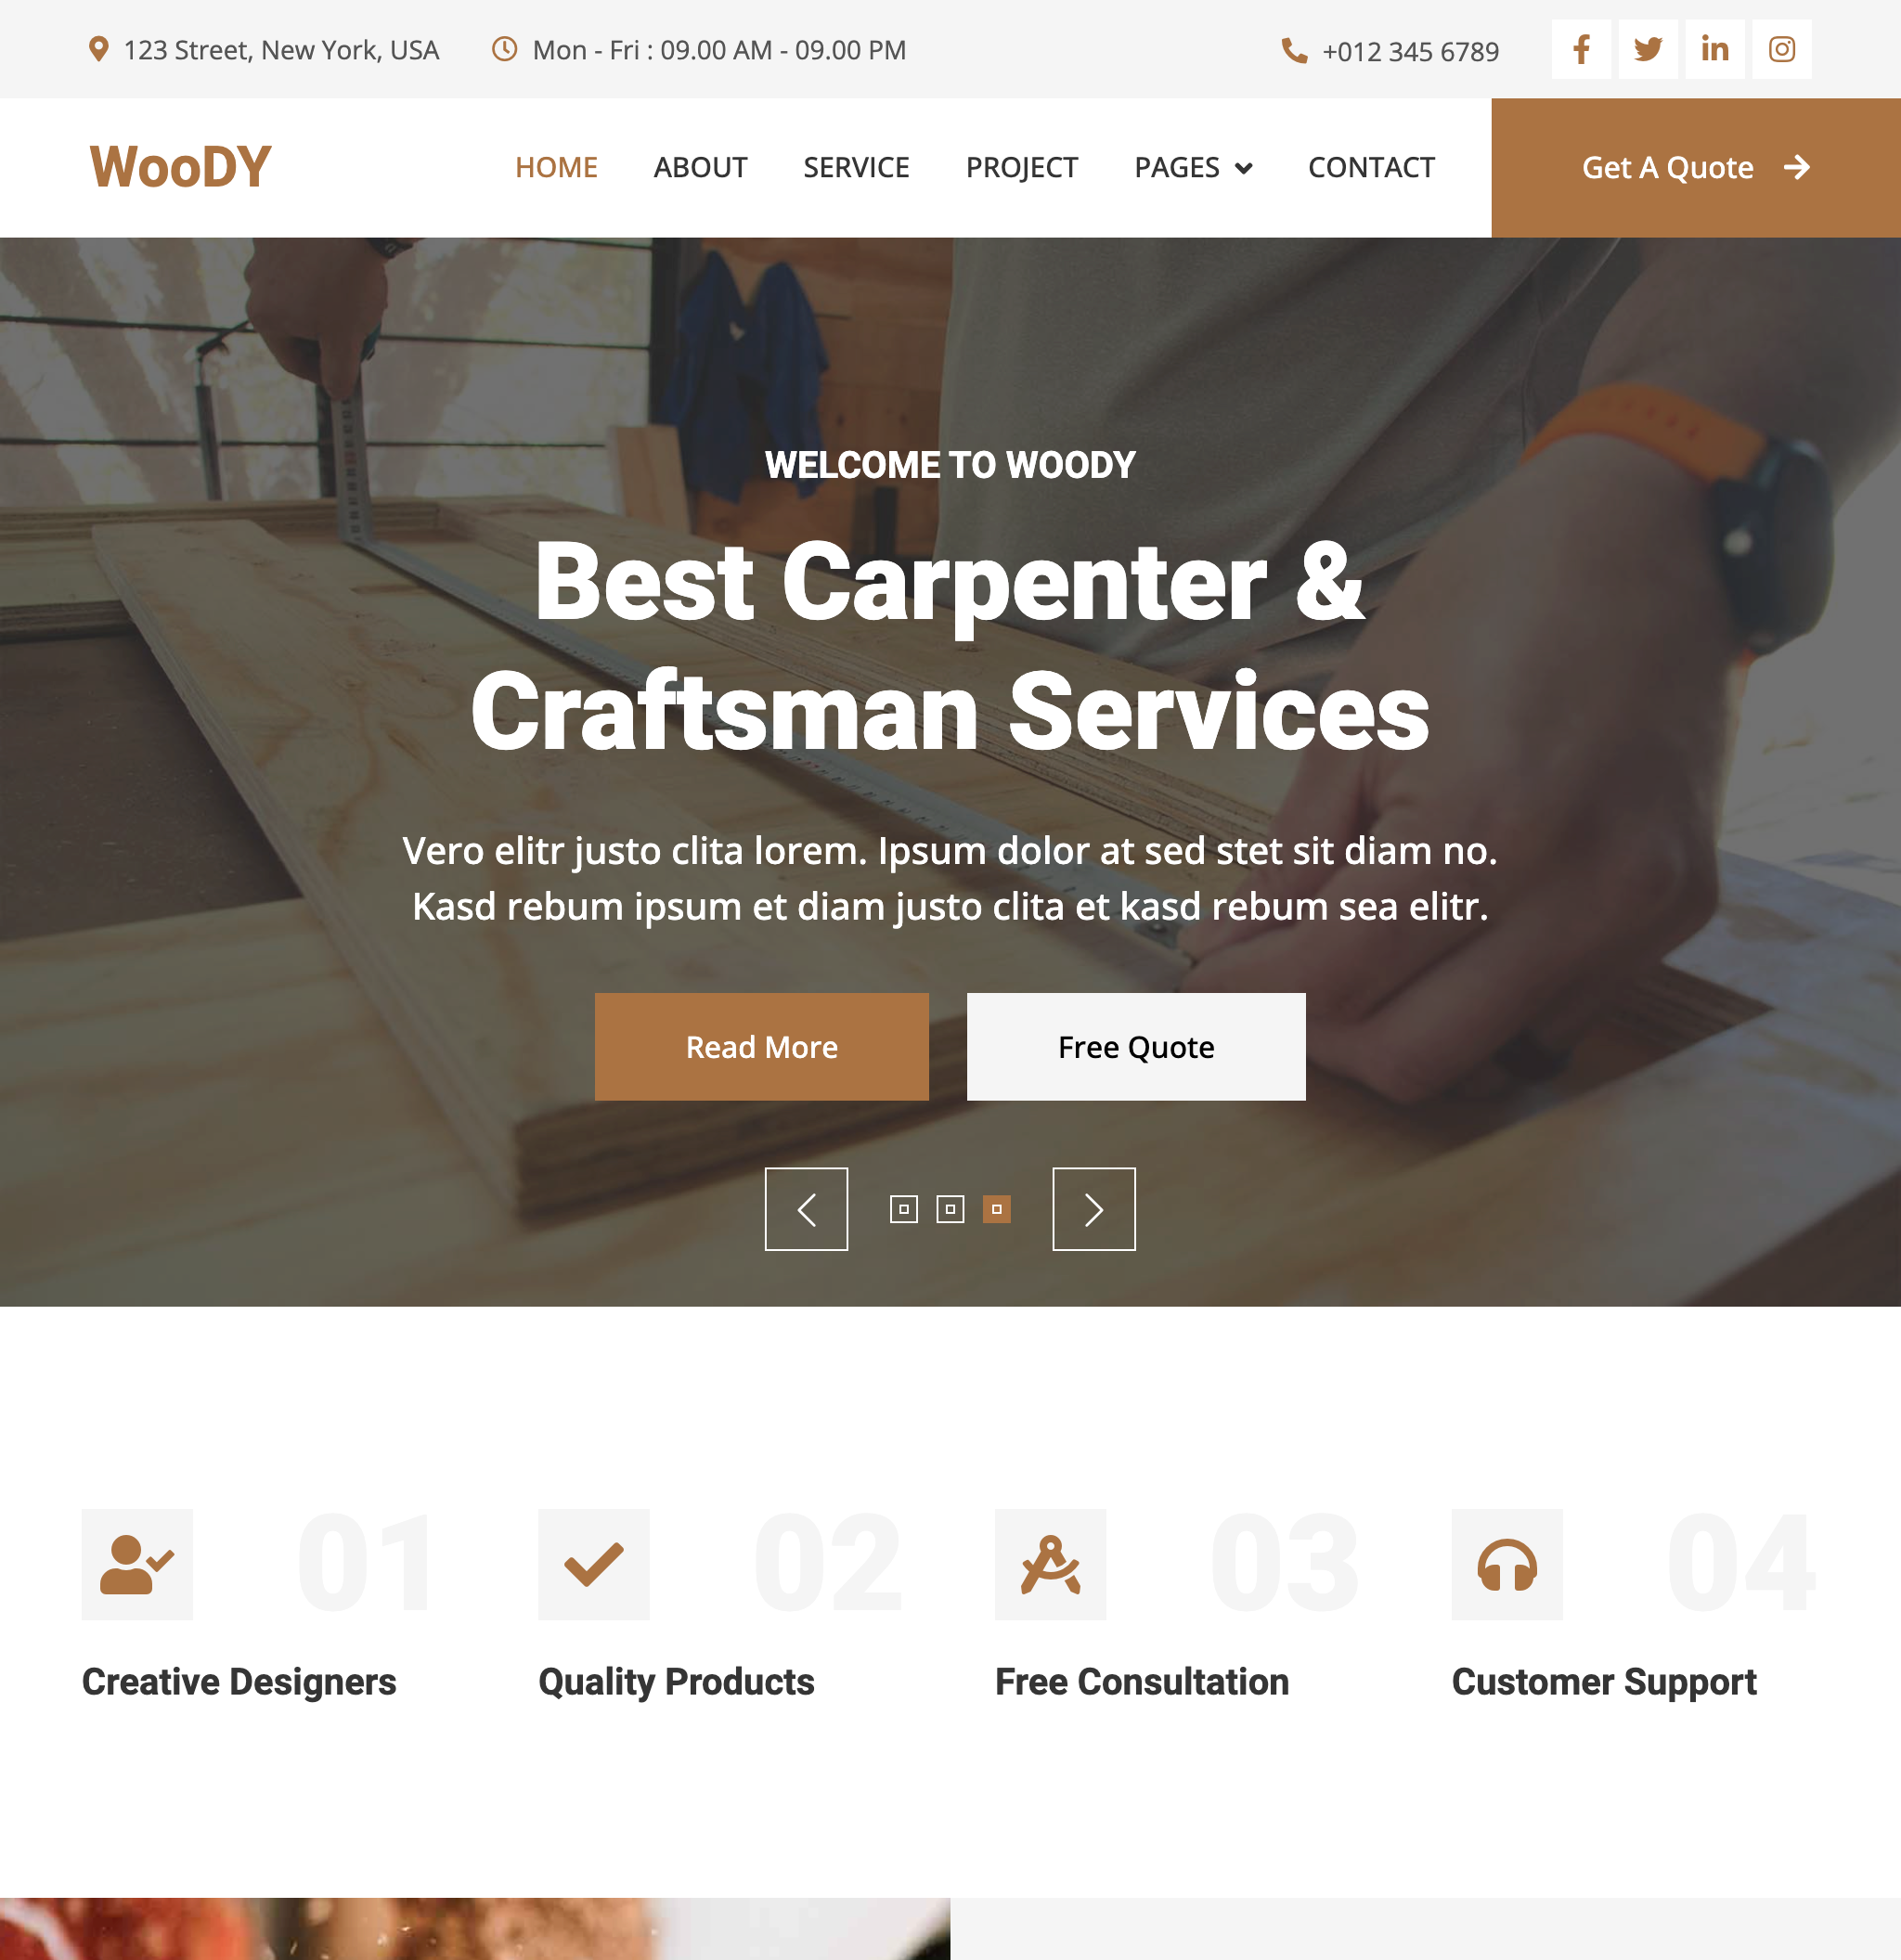 123 Street, New York, USA
Mon - Fri : 09.00 AM - 09.00 PM
+012 345 6789
WooDY
HOME
ABOUT
SERVICE
PROJECT
PAGES
CONTACT
Get A Quote
WELCOME TO WOODY
Best Carpenter &
Craftsman Services
Vero elitr justo clita lorem. Ipsum dolor at sed stet sit diam no.
Kasd rebum ipsum et diam justo clita et kasd rebum sea elitr.
Read More
Free Quote
01
Creative Designers
02
Quality Products
03
Free Consultation
04
Customer Support